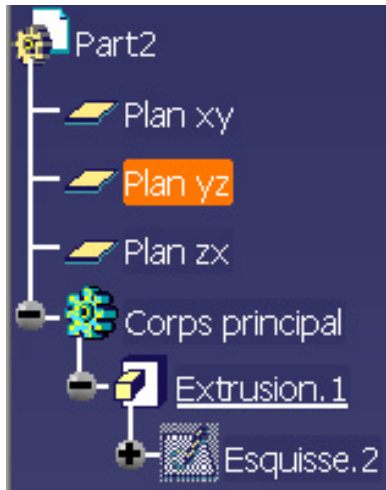 Part2
Plan xy
Plan yz
Plan zx
Corps principal
Extrusion.1
Esquisse.2